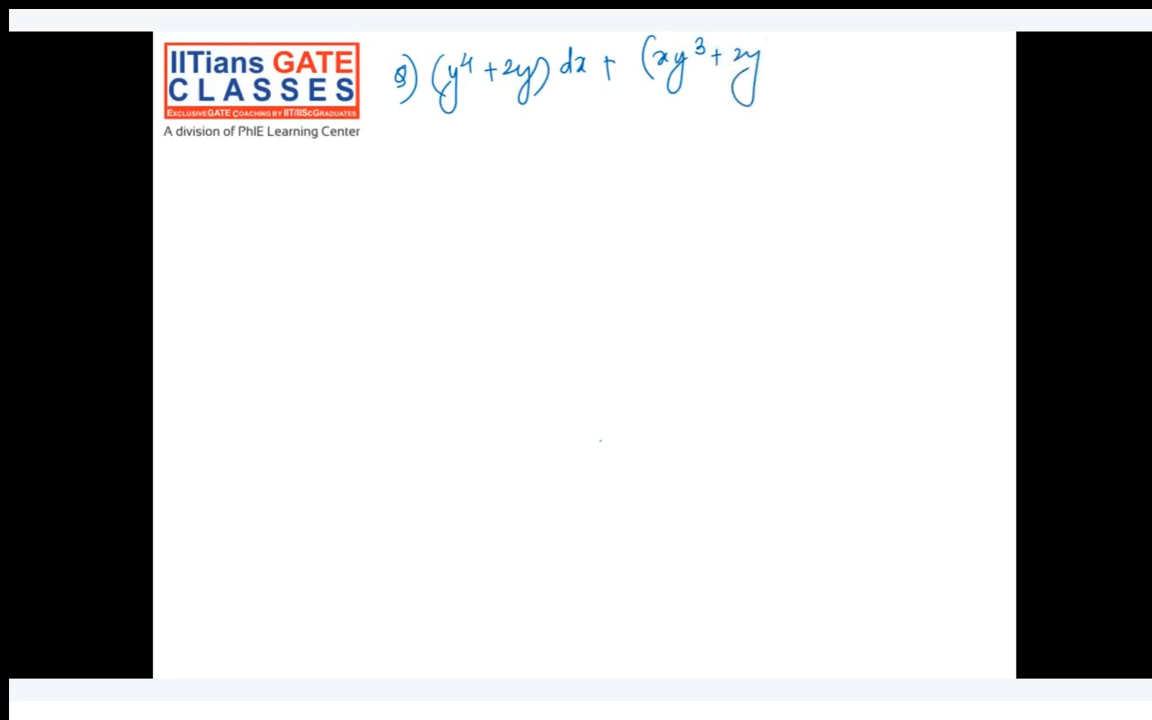 IITians GATE
CLASSES
EXCLUSIVE GATE COACHING BY IIT/IISc GRADUATES
A division of PhIE Learning Center
Q) (y⁴ + 2y) dx + (xy³ + 2y